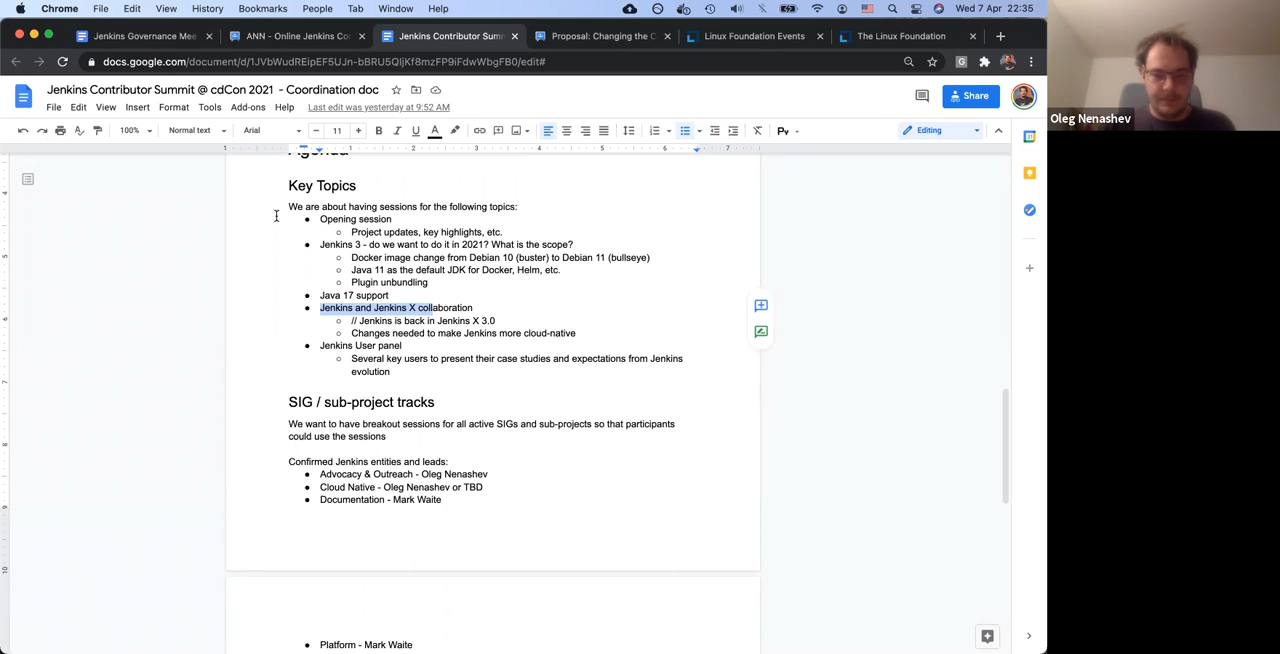 Chrome File Edit View History Bookmarks People Tab Window Help Wed 7 Apr 22:35
Jenkins Governance Mee ANN - Online Jenkins Co Jenkins Contributor Sum Proposal: Changing the C Linux Foundation Events The Linux Foundation
docs.google.com/document/d/1JVbWudREIpEF5UJn-bBRU5QIjKf8mzFP9iFdwWbgFB0/edit#
Jenkins Contributor Summit @ cdCon 2021 - Coordination doc
Share
File Edit View Insert Format Tools Add-ons Help Last edit was yesterday at 9:52 AM
100% Normal text Arial 11 Editing
Agenda
Key Topics
We are about having sessions for the following topics:
● Opening session
○ Project updates, key highlights, etc.
● Jenkins 3 - do we want to do it in 2021? What is the scope?
○ Docker image change from Debian 10 (buster) to Debian 11 (bullseye)
○ Java 11 as the default JDK for Docker, Helm, etc.
○ Plugin unbundling
● Java 17 support
● Jenkins and Jenkins X collaboration
○ // Jenkins is back in Jenkins X 3.0
○ Changes needed to make Jenkins more cloud-native
● Jenkins User panel
○ Several key users to present their case studies and expectations from Jenkins
evolution
SIG / sub-project tracks
We want to have breakout sessions for all active SIGs and sub-projects so that participants
could use the sessions
Confirmed Jenkins entities and leads:
● Advocacy & Outreach - Oleg Nenashev
● Cloud Native - Oleg Nenashev or TBD
● Documentation - Mark Waite
● Platform - Mark Waite
Oleg Nenashev